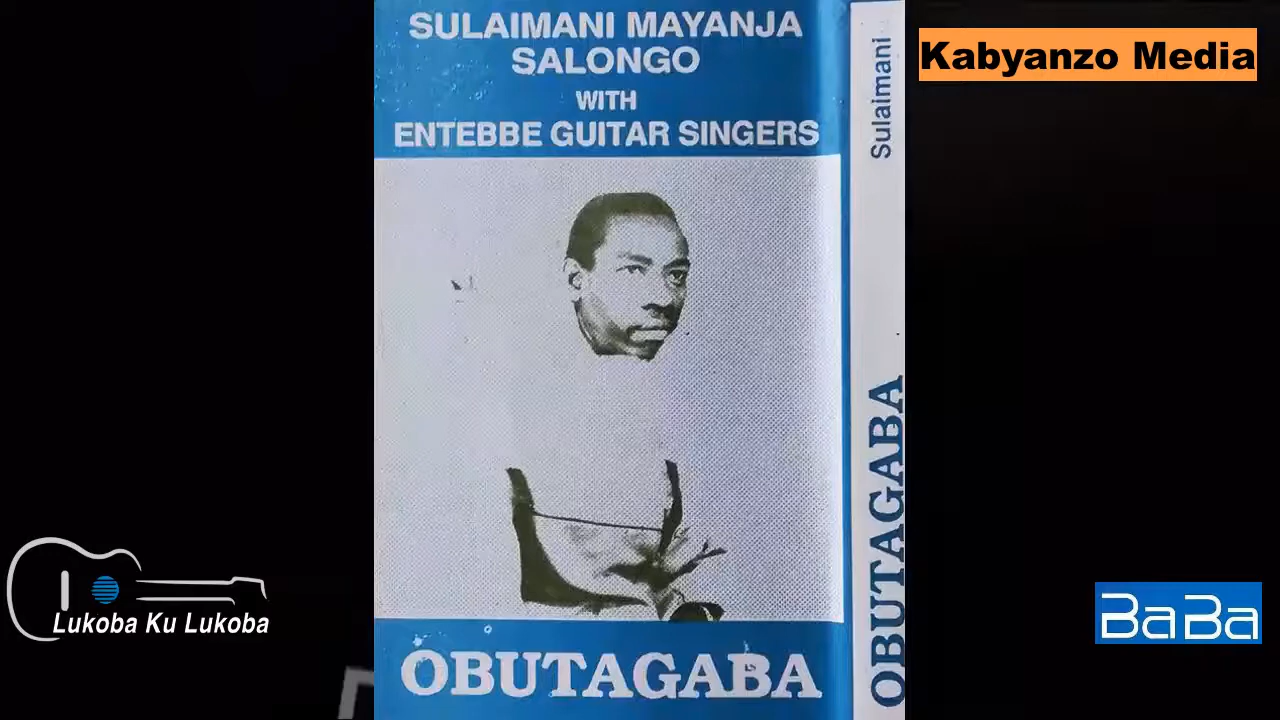 SULAIMANI MAYANJA
SALONGO
WITH
ENTEBBE GUITAR SINGERS
OBUTAGABA
Sulaimani
OBUTAGABA
Kabyanzo Media
Lukoba Ku Lukoba
BaBa